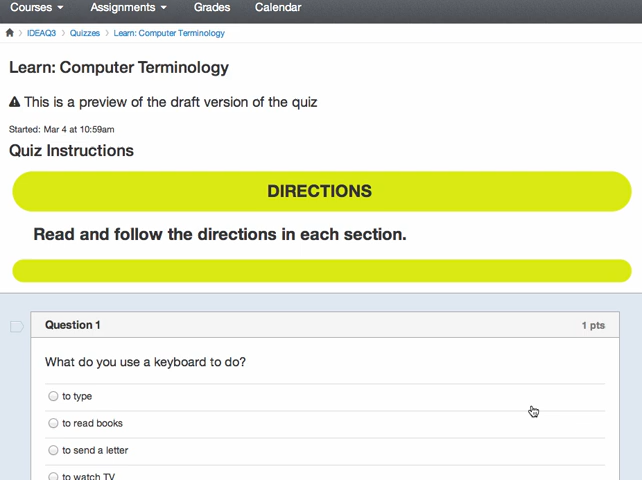 Courses Assignments Grades Calendar
IDEAQ3 Quizzes Learn: Computer Terminology
Learn: Computer Terminology
This is a preview of the draft version of the quiz
Started: Mar 4 at 10:59am
Quiz Instructions
DIRECTIONS
Read and follow the directions in each section.
Question 1 1 pts
What do you use a keyboard to do?
to type
to read books
to send a letter
to watch TV